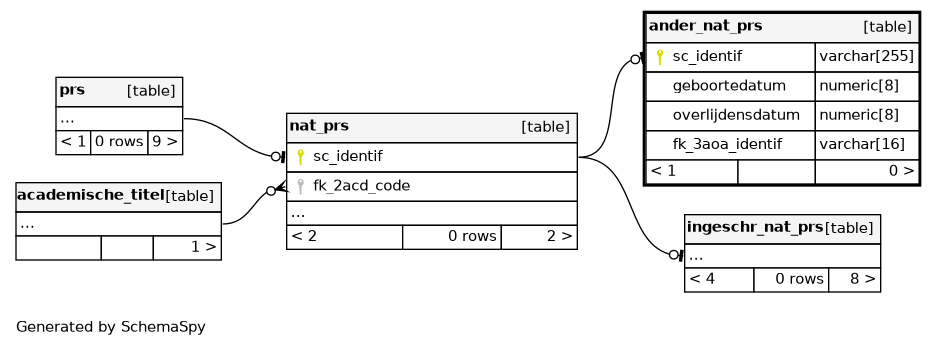 prs [table]
...
< 1 0 rows 9 >
academische_titel [table]
...
1 >
nat_prs [table]
sc_identif
fk_2acd_code
...
< 2 0 rows 2 >
ander_nat_prs [table]
sc_identif varchar[255]
geboortedatum numeric[8]
overlijdensdatum numeric[8]
fk_3aoa_identif varchar[16]
< 1 0 >
ingeschr_nat_prs [table]
...
< 4 0 rows 8 >
Generated by SchemaSpy